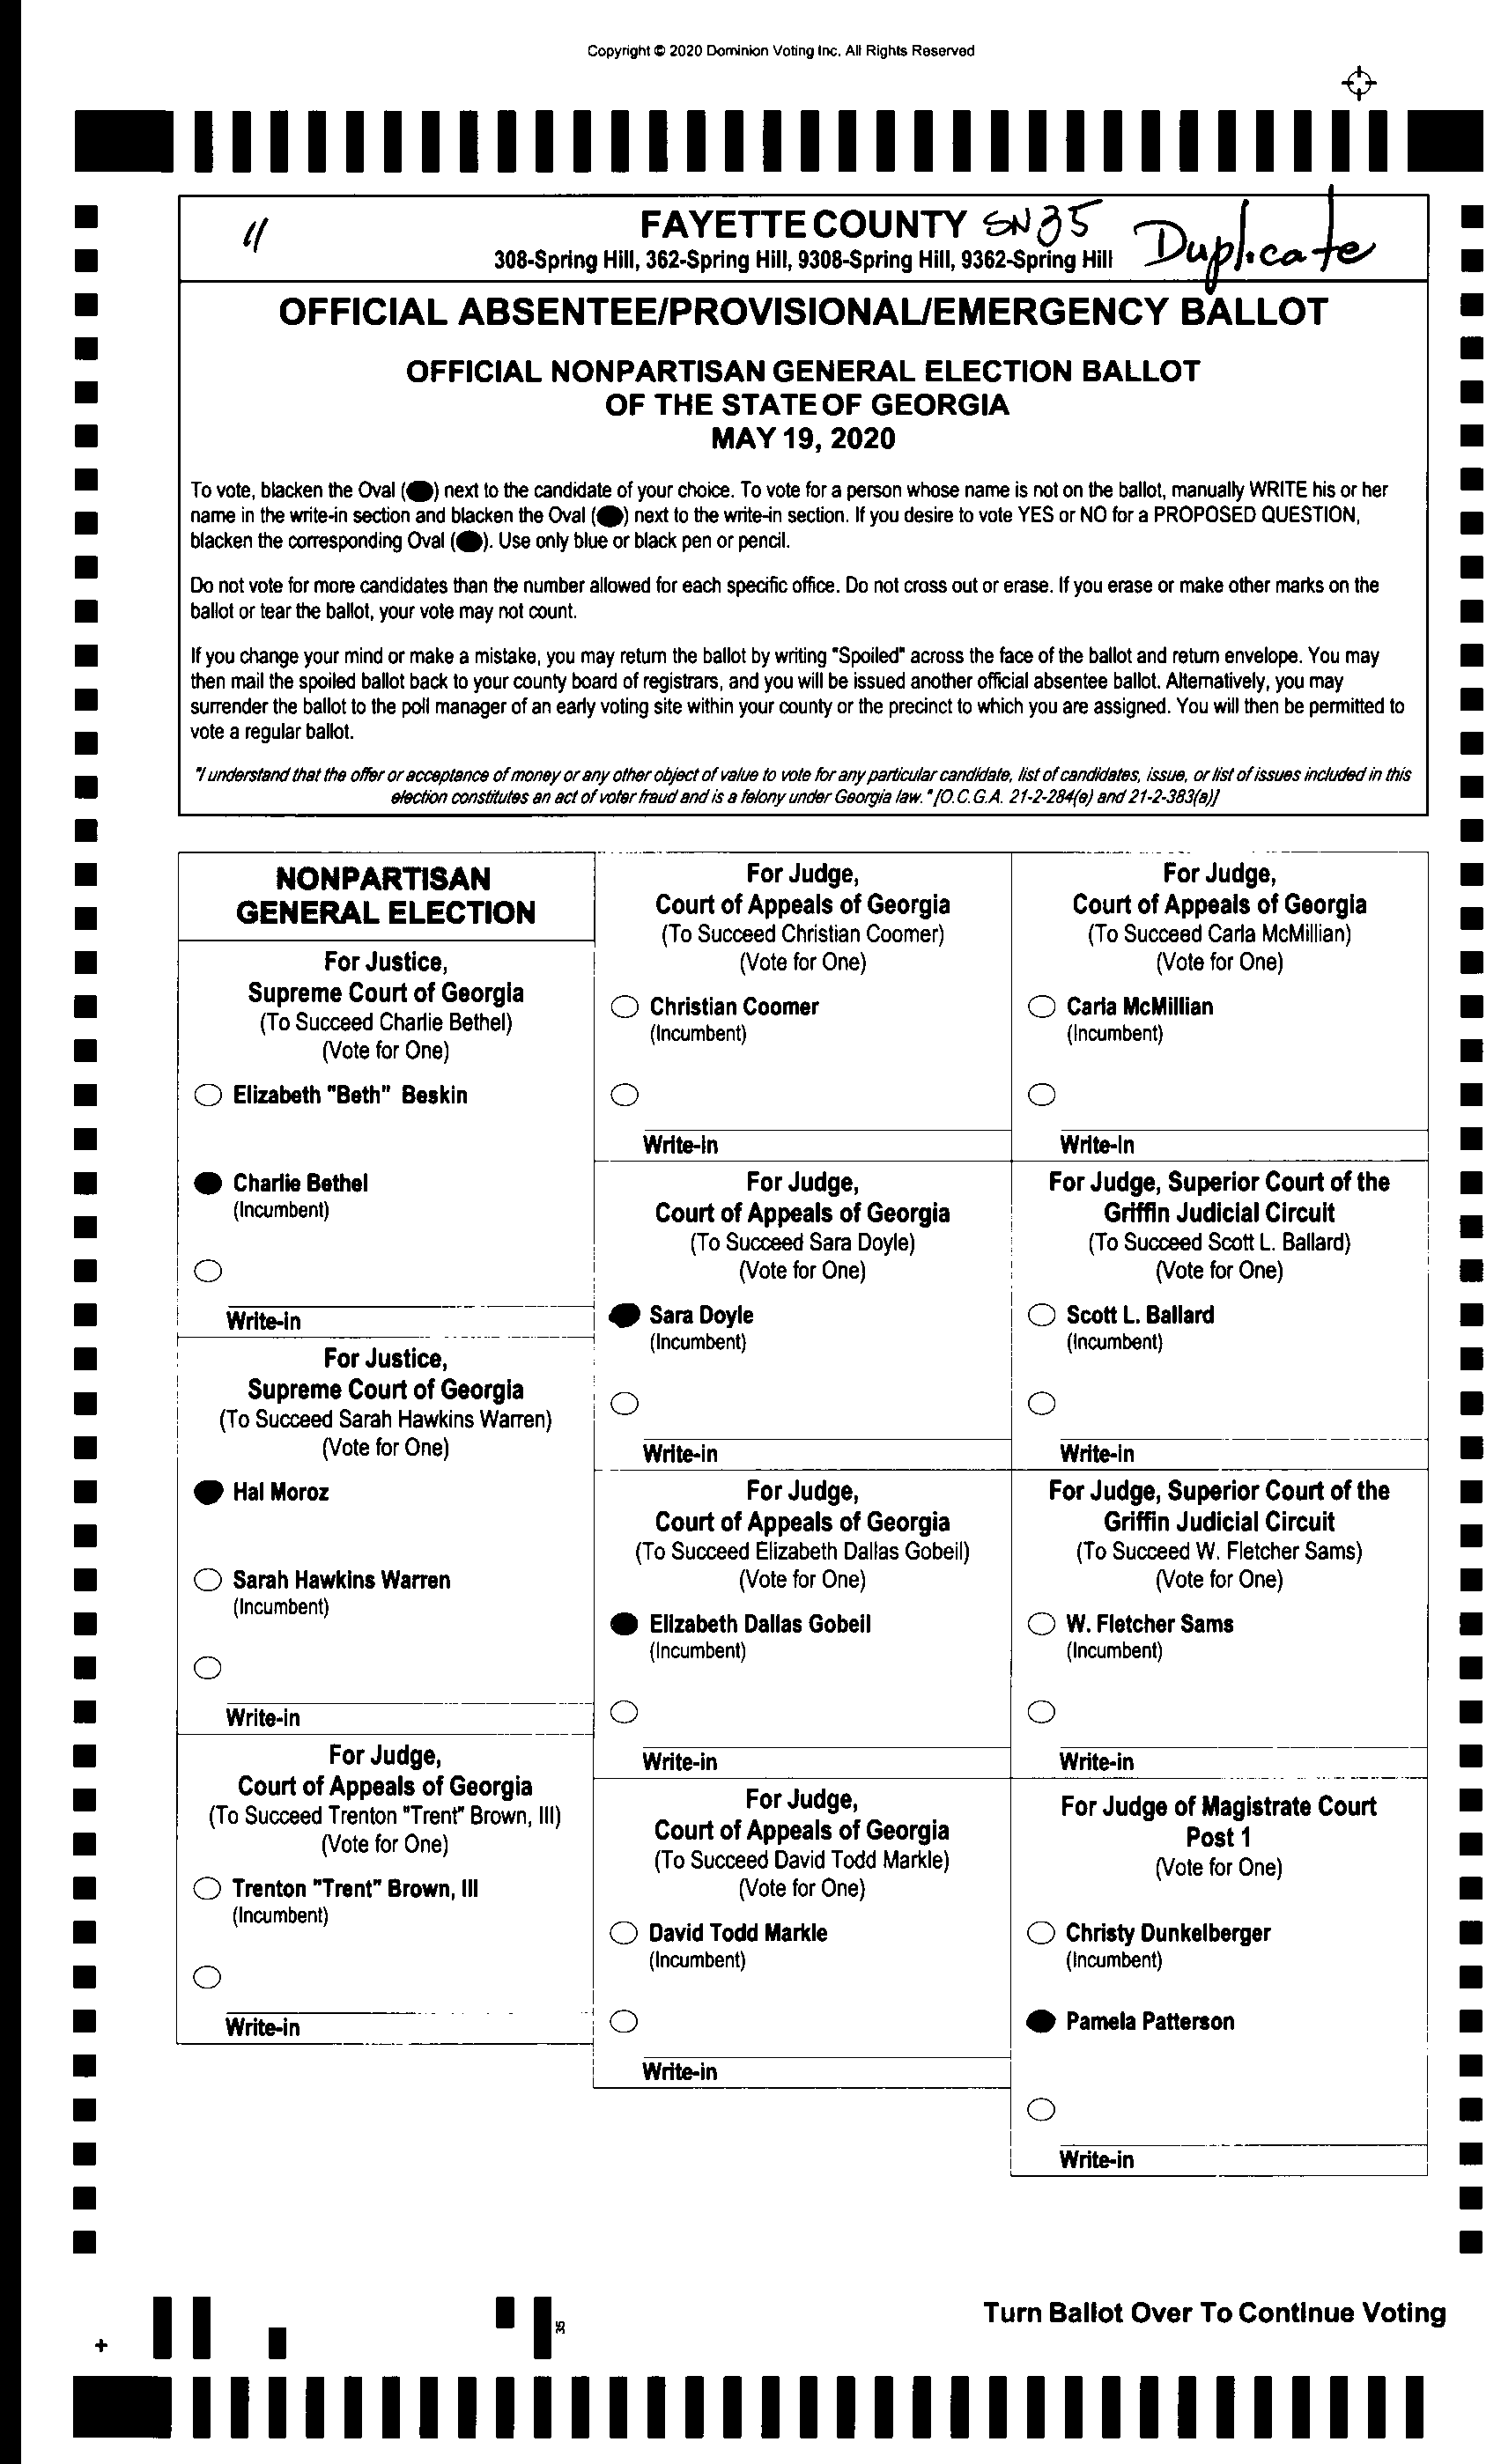 Copyright © 2020 Dominion Voting Inc. All Rights Reserved
11
FAYETTE COUNTY SN35
308-Spring Hill, 362-Spring Hill, 9308-Spring Hill, 9362-Spring Hill
Duplicate
OFFICIAL ABSENTEE/PROVISIONAL/EMERGENCY BALLOT
OFFICIAL NONPARTISAN GENERAL ELECTION BALLOT
OF THE STATE OF GEORGIA
MAY 19, 2020
To vote, blacken the Oval (●) next to the candidate of your choice. To vote for a person whose name is not on the ballot, manually WRITE his or her
name in the write-in section and blacken the Oval (●) next to the write-in section. If you desire to vote YES or NO for a PROPOSED QUESTION,
blacken the corresponding Oval (●). Use only blue or black pen or pencil.
Do not vote for more candidates than the number allowed for each specific office. Do not cross out or erase. If you erase or make other marks on the
ballot or tear the ballot, your vote may not count.
If you change your mind or make a mistake, you may return the ballot by writing "Spoiled" across the face of the ballot and return envelope. You may
then mail the spoiled ballot back to your county board of registrars, and you will be issued another official absentee ballot. Alternatively, you may
surrender the ballot to the poll manager of an early voting site within your county or the precinct to which you are assigned. You will then be permitted to
vote a regular ballot.
"I understand that the offer or acceptance of money or any other object of value to vote for any particular candidate, list of candidates, issue, or list of issues included in this
election constitutes an act of voter fraud and is a felony under Georgia law." [O.C.G.A. 21-2-284(e) and 21-2-383(a)]
NONPARTISAN
GENERAL ELECTION
For Justice,
Supreme Court of Georgia
(To Succeed Charlie Bethel)
(Vote for One)
Elizabeth "Beth" Beskin
Charlie Bethel
(Incumbent)
Write-in
For Justice,
Supreme Court of Georgia
(To Succeed Sarah Hawkins Warren)
(Vote for One)
Hal Moroz
Sarah Hawkins Warren
(Incumbent)
Write-in
For Judge,
Court of Appeals of Georgia
(To Succeed Trenton "Trent" Brown, III)
(Vote for One)
Trenton "Trent" Brown, III
(Incumbent)
Write-in
For Judge,
Court of Appeals of Georgia
(To Succeed Christian Coomer)
(Vote for One)
Christian Coomer
(Incumbent)
Write-in
For Judge,
Court of Appeals of Georgia
(To Succeed Sara Doyle)
(Vote for One)
Sara Doyle
(Incumbent)
Write-in
For Judge,
Court of Appeals of Georgia
(To Succeed Elizabeth Dallas Gobeil)
(Vote for One)
Elizabeth Dallas Gobeil
(Incumbent)
Write-in
For Judge,
Court of Appeals of Georgia
(To Succeed David Todd Markle)
(Vote for One)
David Todd Markle
(Incumbent)
Write-in
For Judge,
Court of Appeals of Georgia
(To Succeed Carla McMillian)
(Vote for One)
Carla McMillian
(Incumbent)
Write-in
For Judge, Superior Court of the
Griffin Judicial Circuit
(To Succeed Scott L. Ballard)
(Vote for One)
Scott L. Ballard
(Incumbent)
Write-in
For Judge, Superior Court of the
Griffin Judicial Circuit
(To Succeed W. Fletcher Sams)
(Vote for One)
W. Fletcher Sams
(Incumbent)
Write-in
For Judge of Magistrate Court
Post 1
(Vote for One)
Christy Dunkelberger
(Incumbent)
Pamela Patterson
Write-in
Turn Ballot Over To Continue Voting
35